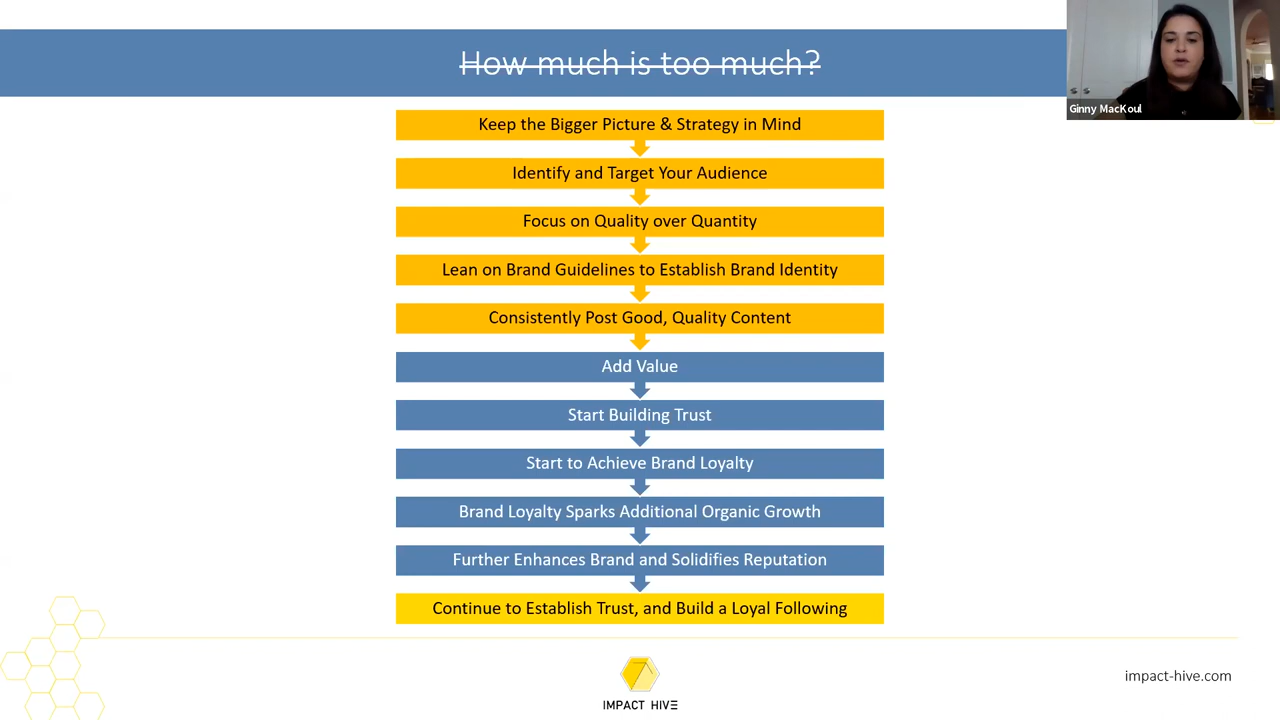 How much is too much?
Ginny MacKoul
Keep the Bigger Picture & Strategy in Mind
Identify and Target Your Audience
Focus on Quality over Quantity
Lean on Brand Guidelines to Establish Brand Identity
Consistently Post Good, Quality Content
Add Value
Start Building Trust
Start to Achieve Brand Loyalty
Brand Loyalty Sparks Additional Organic Growth
Further Enhances Brand and Solidifies Reputation
Continue to Establish Trust, and Build a Loyal Following
IMPACT HIVE
impact-hive.com